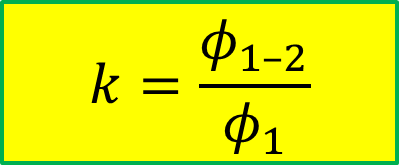 k = ϕ₁₋₂ / ϕ₁